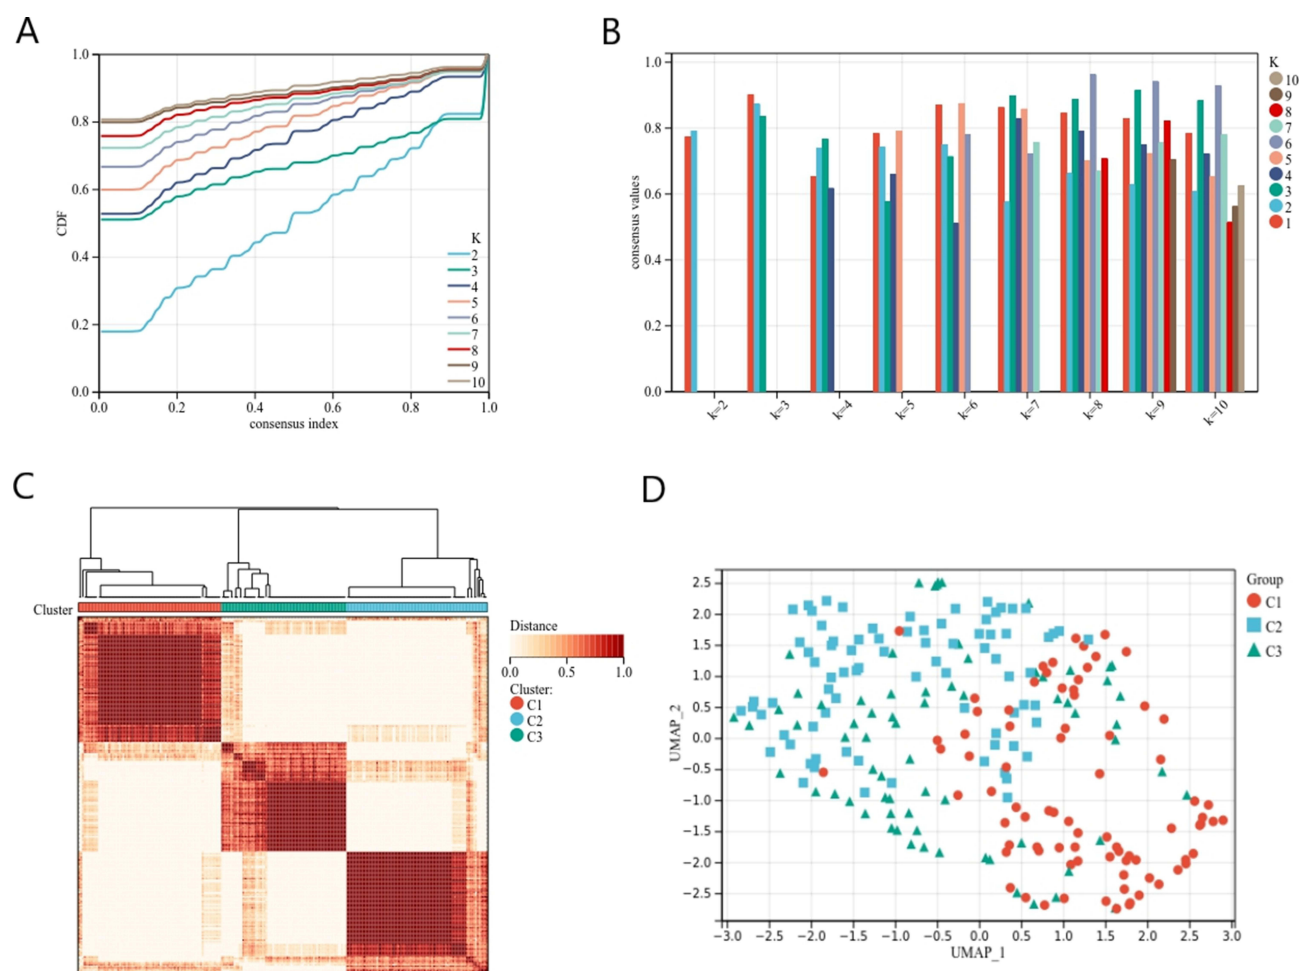 A
1.0
0.8
0.6
0.4
0.2
0.0
CDF
K
2
3
4
5
6
7
8
9
10
0.0 0.2 0.4 0.6 0.8 1.0
consensus index
B
1.0
0.8
0.6
0.4
0.2
0.0
consensus values
k=2 k=3 k=4 k=5 k=6 k=7 k=8 k=9 k=10
K
10
9
8
7
6
5
4
3
2
1
C
Cluster
Distance
0.0 0.5 1.0
Cluster:
C1
C2
C3
D
2.5
2.0
1.5
1.0
0.5
0.0
−0.5
−1.0
−1.5
−2.0
−2.5
UMAP_2
−3.0 −2.5 −2.0 −1.5 −1.0 −0.5 0.0 0.5 1.0 1.5 2.0 2.5 3.0
UMAP_1
Group
C1
C2
C3